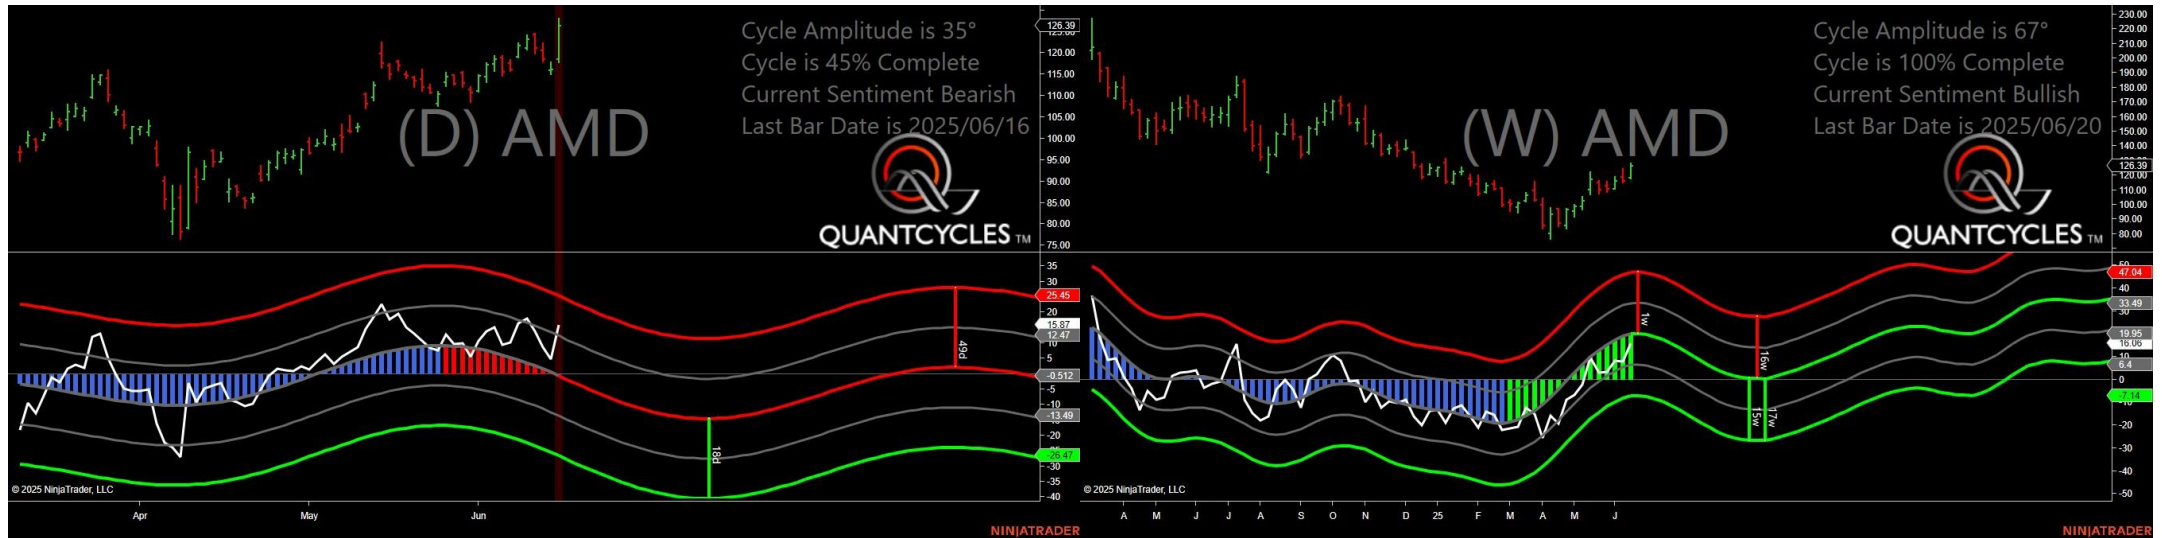 Cycle Amplitude is 35°
Cycle is 45% Complete
Current Sentiment Bearish
Last Bar Date is 2025/06/16
(D) AMD
QUANTCYCLES TM
126.39
120.00
115.00
110.00
105.00
100.00
95.00
90.00
85.00
80.00
75.00
35
30
25.45
20
15.87
12.47
5
-0.512
-5
-10
-13.49
-20
-26.47
-30
-35
-40
49d
18d
© 2025 NinjaTrader, LLC
Apr
May
Jun
NINJATRADER
Cycle Amplitude is 67°
Cycle is 100% Complete
Current Sentiment Bullish
Last Bar Date is 2025/06/20
(W) AMD
QUANTCYCLES TM
230.00
220.00
210.00
200.00
190.00
180.00
170.00
160.00
150.00
140.00
126.39
120.00
110.00
100.00
90.00
80.00
47.04
40
33.49
30
19.95
16.06
6.4
0
-7.14
-20
-30
-40
-50
1w
16w
15w
17w
© 2025 NinjaTrader, LLC
A M J J A S O N D 25 F M A M J
NINJATRADER